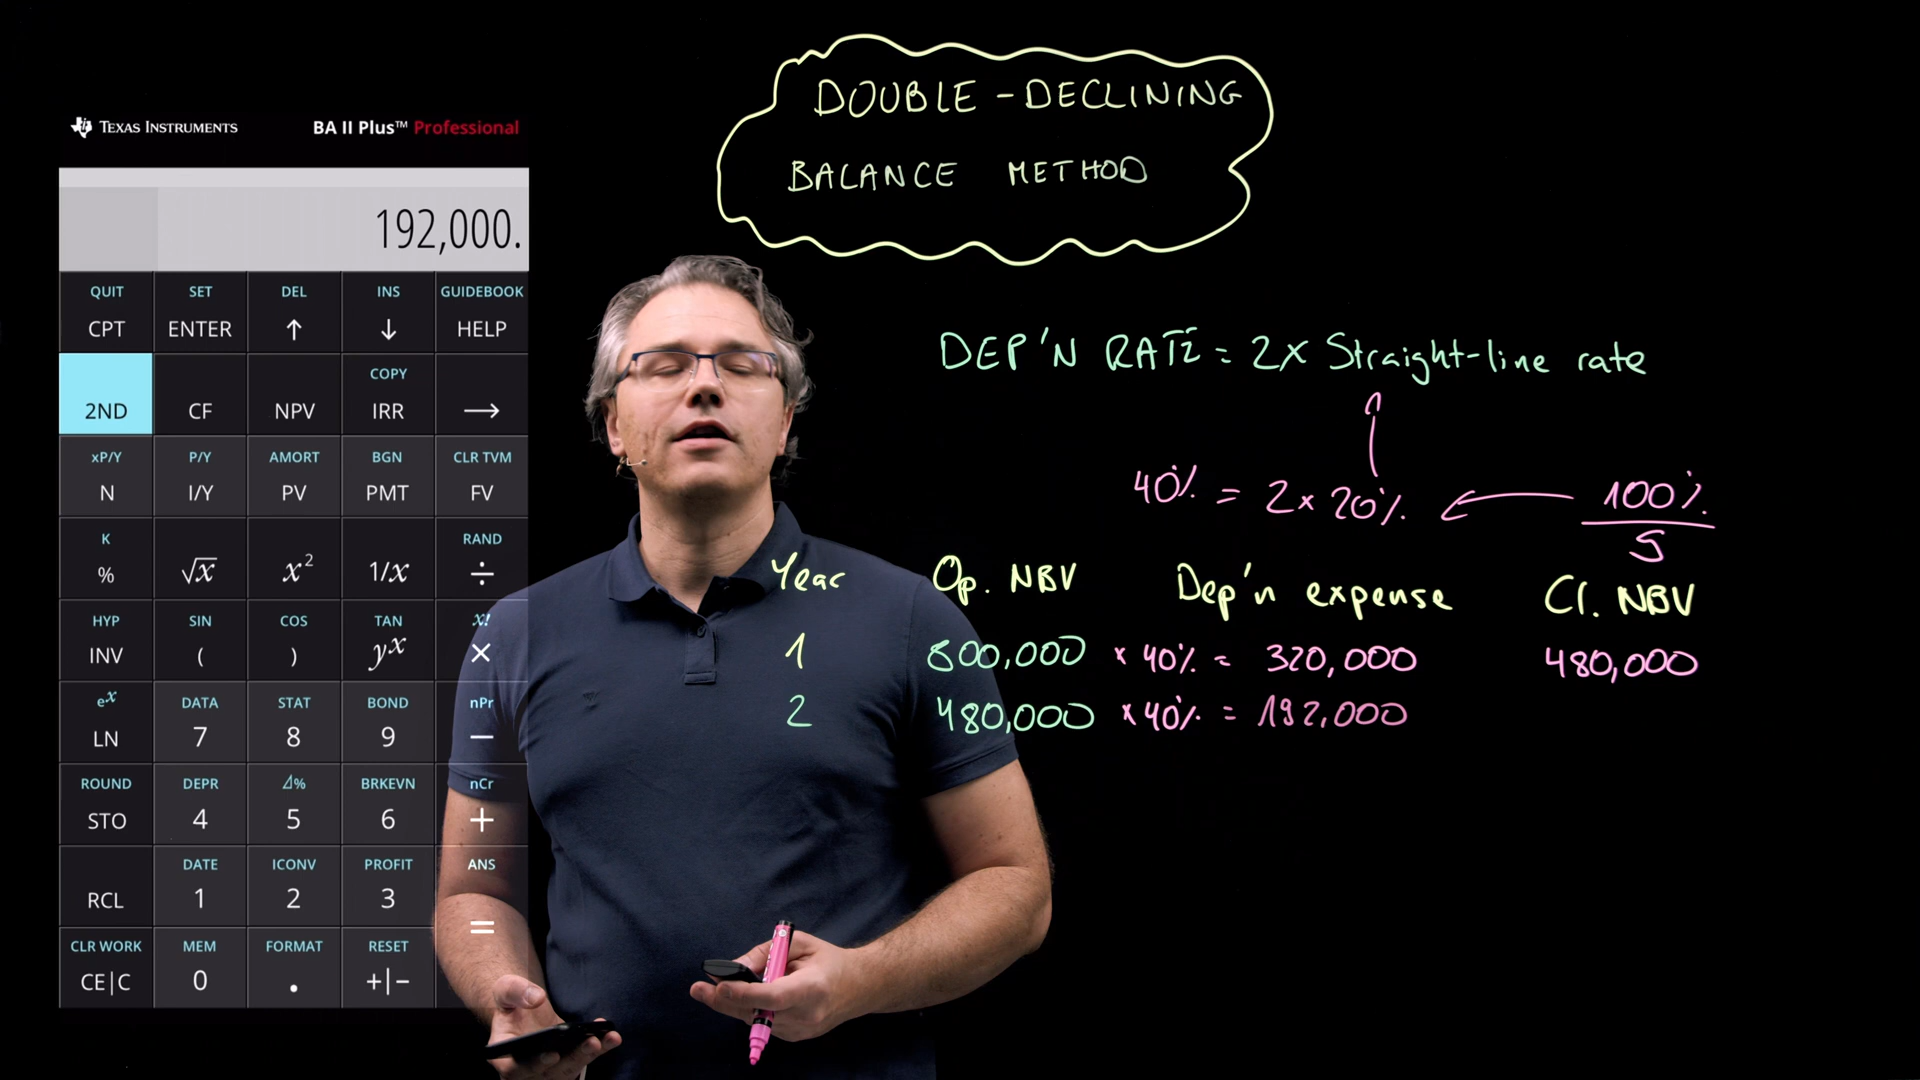 TEXAS INSTRUMENTS BA II Plus™ Professional
192,000.
QUIT SET DEL INS GUIDEBOOK
CPT ENTER ↑ ↓ HELP
COPY
2ND CF NPV IRR →
xP/Y P/Y AMORT BGN CLR TVM
N I/Y PV PMT FV
K RAND
% √x x² 1/x ÷
HYP SIN COS TAN x!
INV ( ) yˣ ×
eˣ DATA STAT BOND nPr
LN 7 8 9 −
ROUND DEPR Δ% BRKEVN nCr
STO 4 5 6 +
DATE ICONV PROFIT ANS
RCL 1 2 3 =
CLR WORK MEM FORMAT RESET
CE|C 0 . +|−
DOUBLE-DECLINING
BALANCE METHOD
DEP'N RATE = 2x Straight-line rate
40% = 2 x 20% ← 100%
5
Year Op. NBV Dep'n expense Cl. NBV
1 800,000 x 40% = 320,000 480,000
2 480,000 x 40% = 192,000